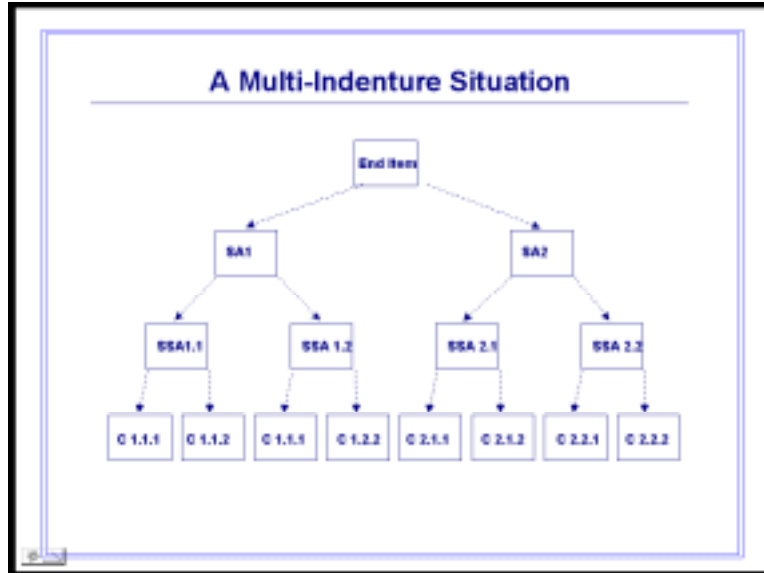 A Multi-Indenture Situation
End Item
SA1 SA2
SSA1.1 SSA 1.2 SSA 2.1 SSA 2.2
C 1.1.1 C 1.1.2 C 1.1.1 C 1.2.2 C 2.1.1 C 2.1.2 C 2.2.1 C 2.2.2